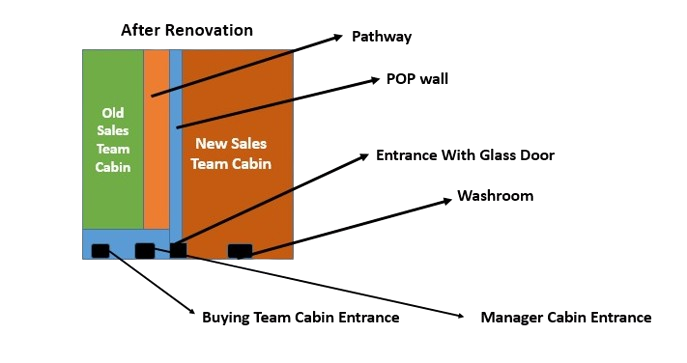 After Renovation
Pathway
POP wall
Old
Sales
Team
Cabin
New Sales
Team Cabin
Entrance With Glass Door
Washroom
Buying Team Cabin Entrance
Manager Cabin Entrance